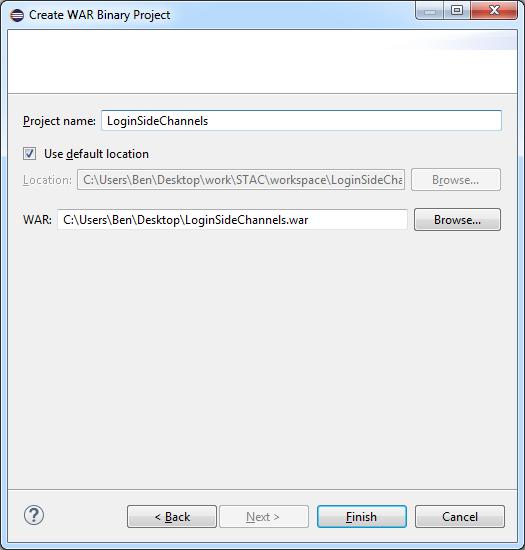 Create WAR Binary Project
Project name: LoginSideChannels
Use default location
Location: C:\Users\Ben\Desktop\work\STAC\workspace\LoginSideCha Browse...
WAR: C:\Users\Ben\Desktop\LoginSideChannels.war Browse...
? < Back Next > Finish Cancel